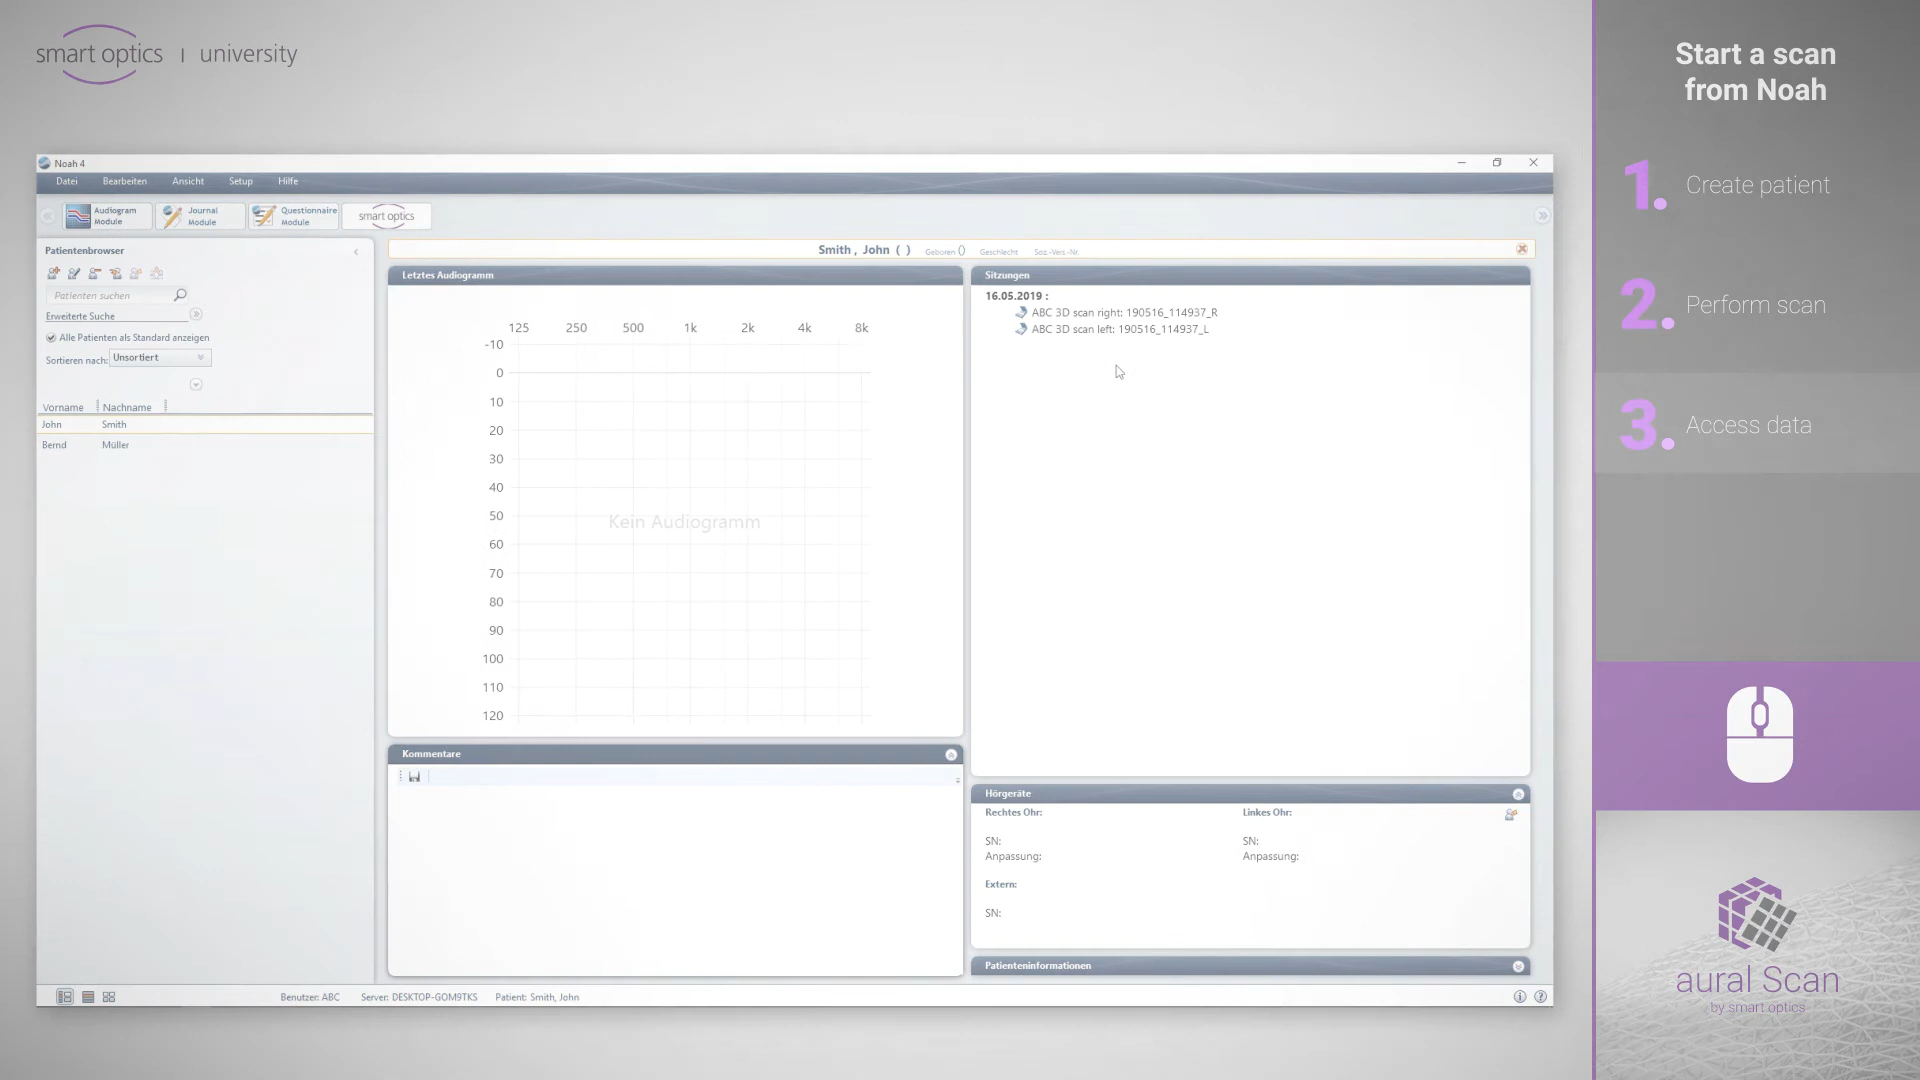 smart optics | university
Noah 4
Datei Bearbeiten Ansicht Setup Hilfe
Audiogram Module
Journal Module
Questionnaire Module
smart optics
Patientenbrowser
Patienten suchen
Erweiterte Suche
Alle Patienten als Standard anzeigen
Sortieren nach: Unsortiert
Vorname Nachname
John Smith
Bernd Müller
Smith , John ( ) Geboren () Geschlecht Soz.-Vers.-Nr.
Letztes Audiogramm
125 250 500 1k 2k 4k 8k
-10
0
10
20
30
40
50
60
70
80
90
100
110
120
Kein Audiogramm
Kommentare
Sitzungen
16.05.2019 :
ABC 3D scan right: 190516_114937_R
ABC 3D scan left: 190516_114937_L
Hörgeräte
Rechtes Ohr: Linkes Ohr:
SN: SN:
Anpassung: Anpassung:
Extern:
SN:
Patienteninformationen
Benutzer: ABC Server: DESKTOP-GOM9TKS Patient: Smith, John
Start a scan
from Noah
1. Create patient
2. Perform scan
3. Access data
aural Scan
by smart optics